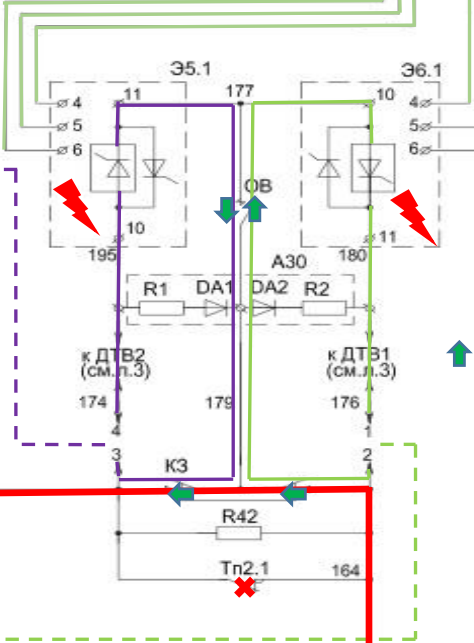 Э5.1
Э6.1
11
177
10
4
5
6
4
5
6
ОВ
10
11
195
180
А30
R1
DA1
DA2
R2
к ДТВ2
(см.л.3)
к ДТВ1
(см.л.3)
174
179
176
4
1
3
2
КЗ
R42
Тп2.1
164